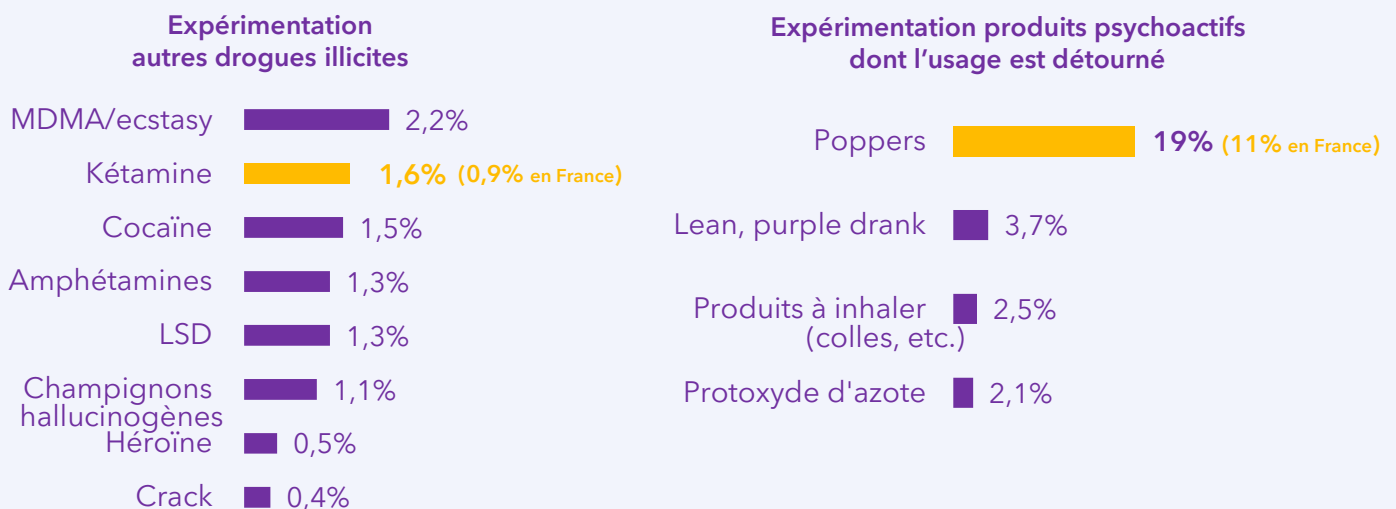 Expérimentation
autres drogues illicites
MDMA/ecstasy 2,2%
Kétamine 1,6% (0,9% en France)
Cocaïne 1,5%
Amphétamines 1,3%
LSD 1,3%
Champignons
hallucinogènes 1,1%
Héroïne 0,5%
Crack 0,4%
Expérimentation produits psychoactifs
dont l’usage est détourné
Poppers 19% (11% en France)
Lean, purple drank 3,7%
Produits à inhaler 2,5%
(colles, etc.)
Protoxyde d'azote 2,1%